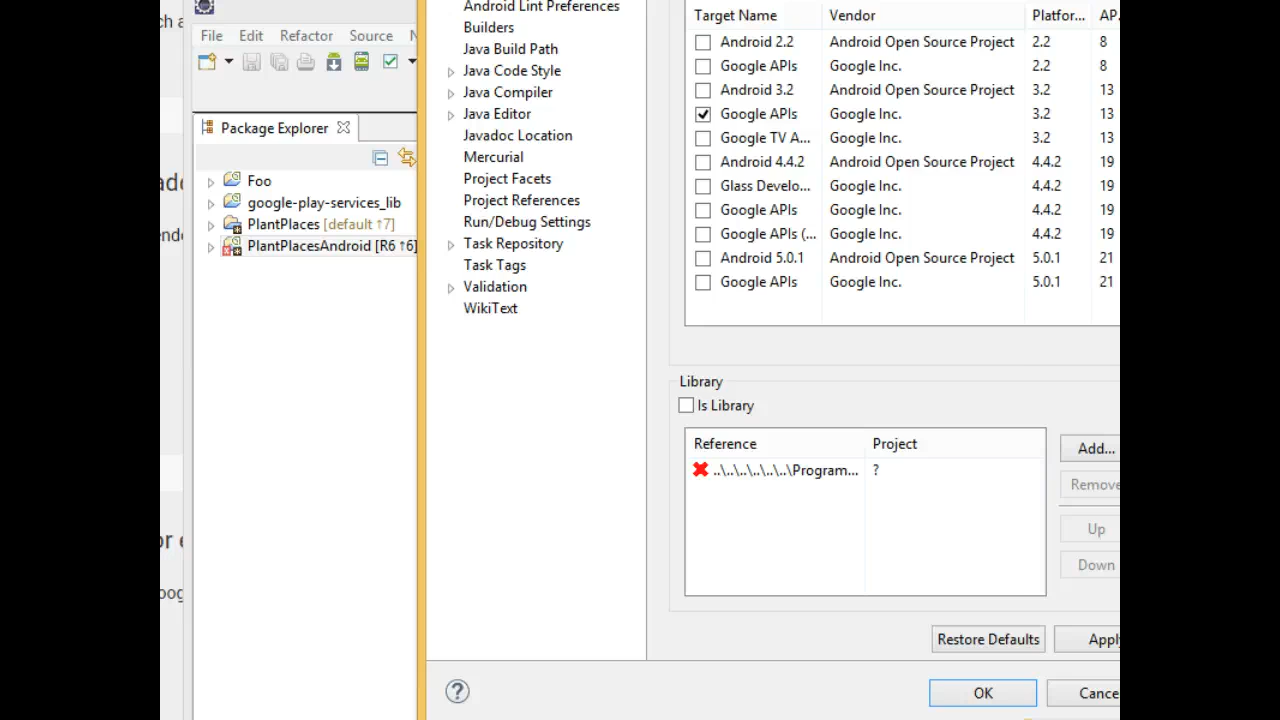 ch a
File Edit Refactor Source N
Package Explorer
Foo
google-play-services_lib
PlantPlaces [default ↑7]
PlantPlacesAndroid [R6 ↑6]
Android Lint Preferences
Builders
Java Build Path
Java Code Style
Java Compiler
Java Editor
Javadoc Location
Mercurial
Project Facets
Project References
Run/Debug Settings
Task Repository
Task Tags
Validation
WikiText
Target Name Vendor Platfor... AP.
Android 2.2 Android Open Source Project 2.2 8
Google APIs Google Inc. 2.2 8
Android 3.2 Android Open Source Project 3.2 13
Google APIs Google Inc. 3.2 13
Google TV A... Google Inc. 3.2 13
Android 4.4.2 Android Open Source Project 4.4.2 19
Glass Develo... Google Inc. 4.4.2 19
Google APIs Google Inc. 4.4.2 19
Google APIs (... Google Inc. 4.4.2 19
Android 5.0.1 Android Open Source Project 5.0.1 21
Google APIs Google Inc. 5.0.1 21
Library
Is Library
Reference Project
..\..\..\..\..\..\Program... ?
Add...
Remove
Up
Down
Restore Defaults Apply
? OK Cance